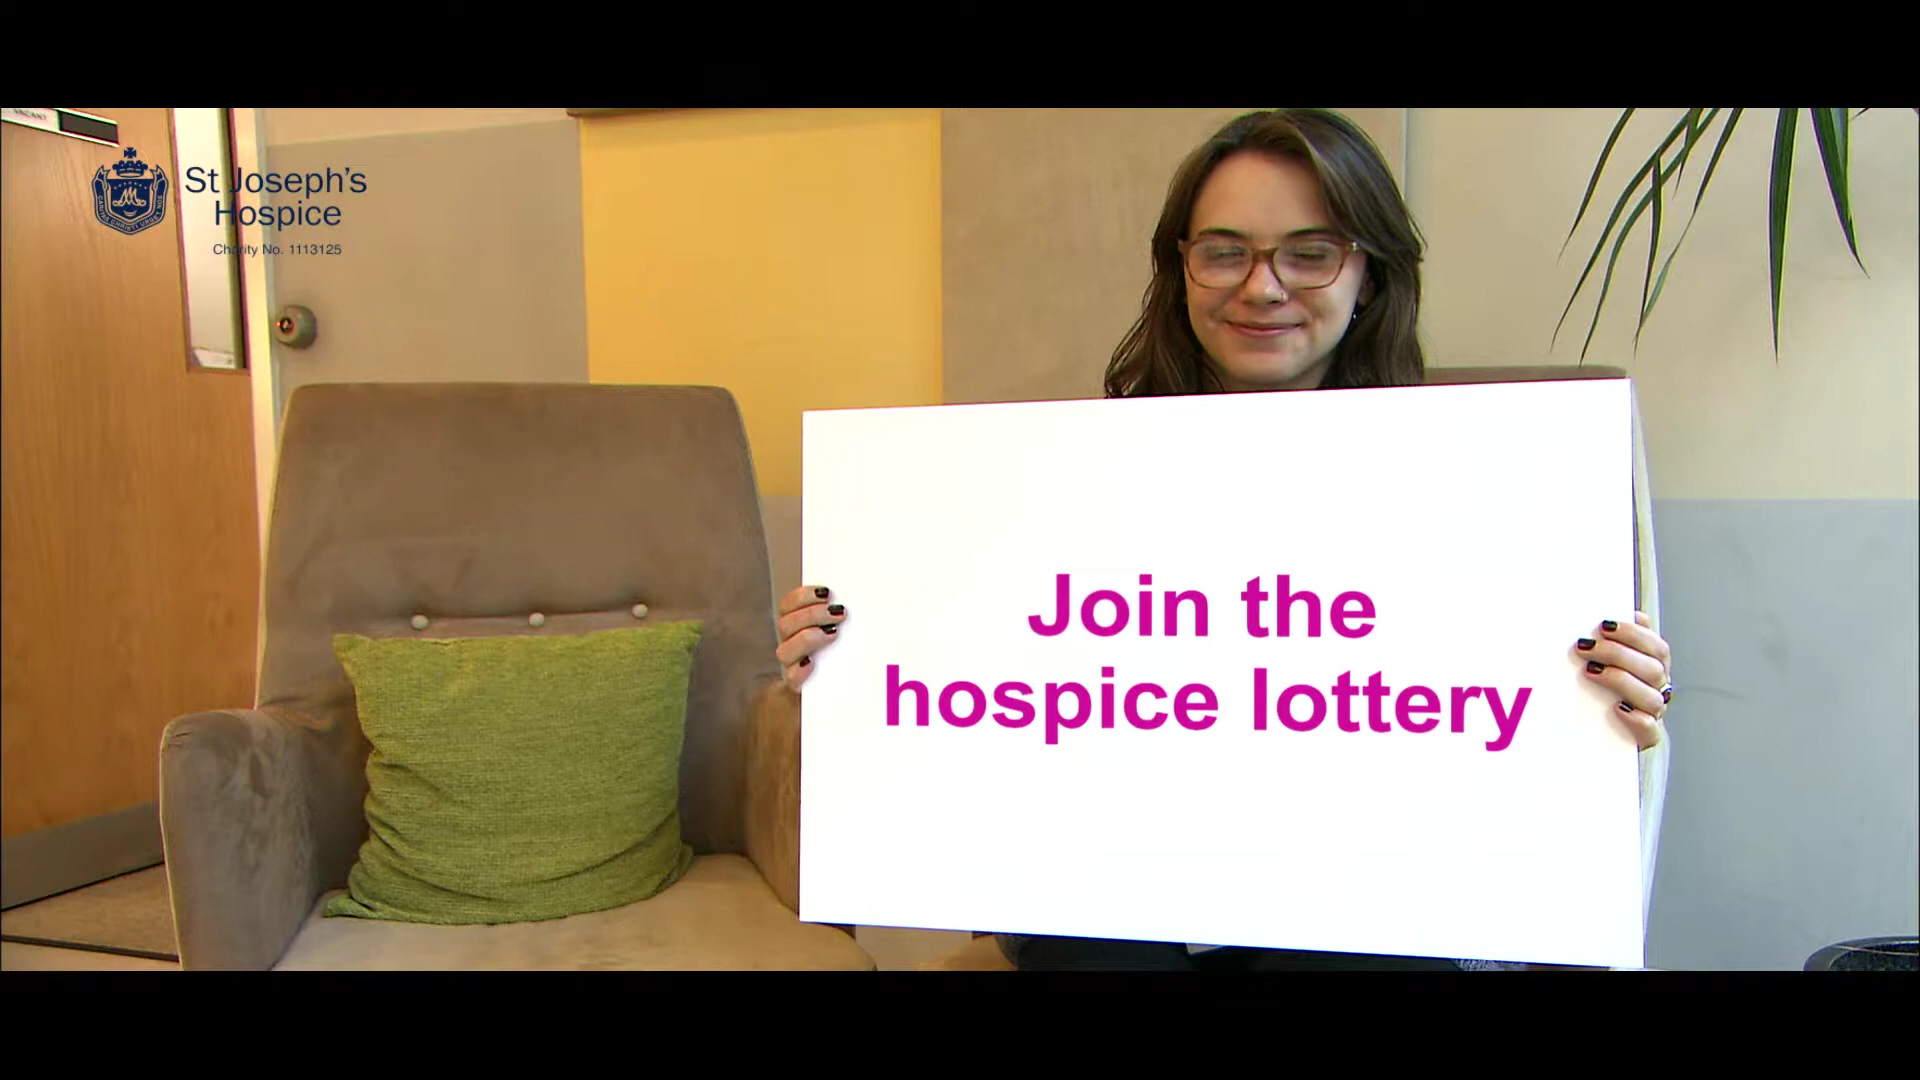 VACANT
St Joseph's
Hospice
Charity No. 1113125
Join the
hospice lottery